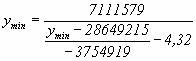 y_min = 7111579 / ((y_min − 28649215) / (−3754919) − 4,32)